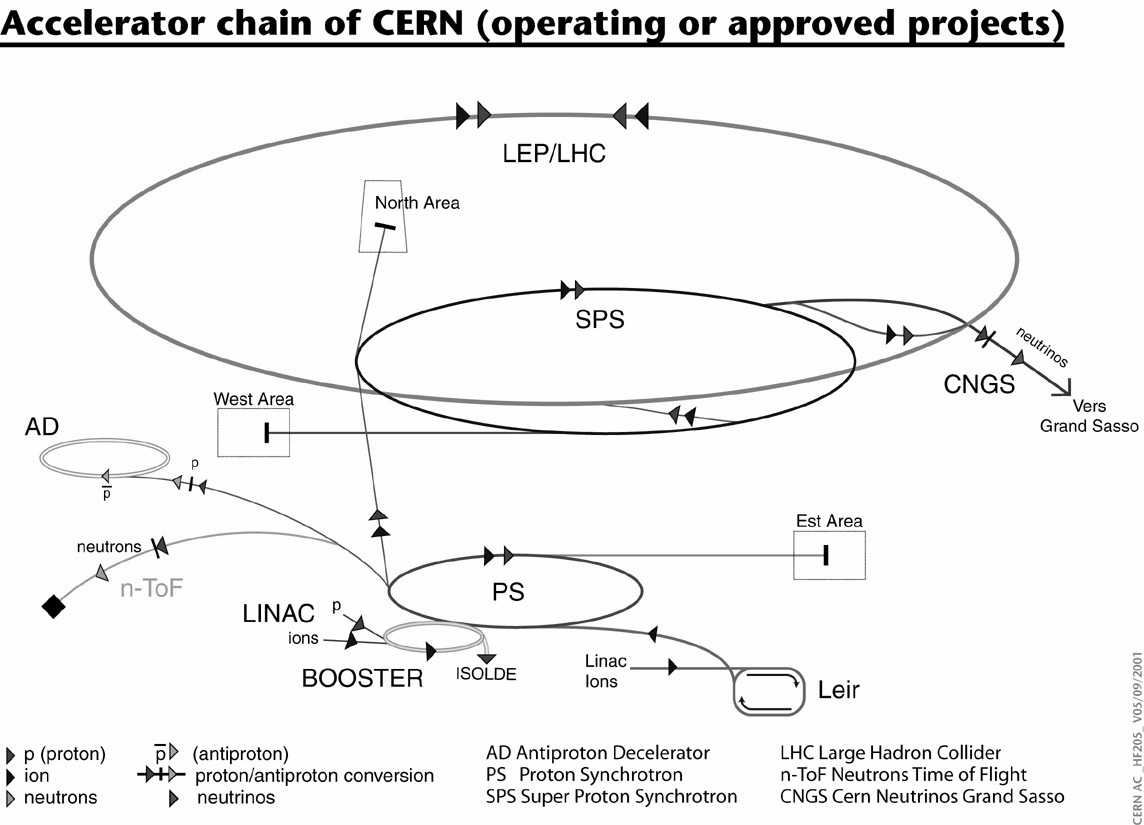 Accelerator chain of CERN (operating or approved projects)
LEP/LHC
North Area
SPS
neutrinos
CNGS
Vers
Grand Sasso
West Area
AD
p
p̅
Est Area
neutrons
n-ToF
PS
LINAC
p
ions
BOOSTER
ISOLDE
Linac
Ions
Leir
p (proton)
ion
neutrons
p̅ (antiproton)
proton/antiproton conversion
neutrinos
AD Antiproton Decelerator
PS Proton Synchrotron
SPS Super Proton Synchrotron
LHC Large Hadron Collider
n-ToF Neutrons Time of Flight
CNGS Cern Neutrinos Grand Sasso
CERN AC_HF205_V05/09/2001